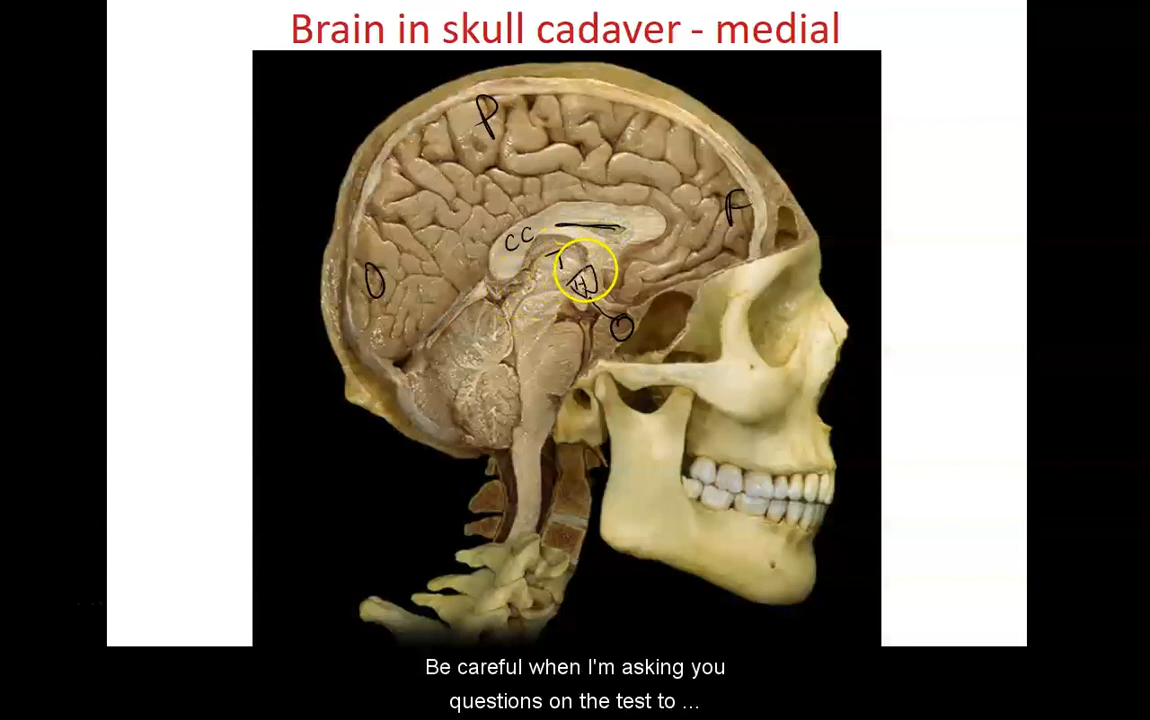 Brain in skull cadaver - medial
P
F
CC
T
H
O
O
Be careful when I'm asking you
questions on the test to ...